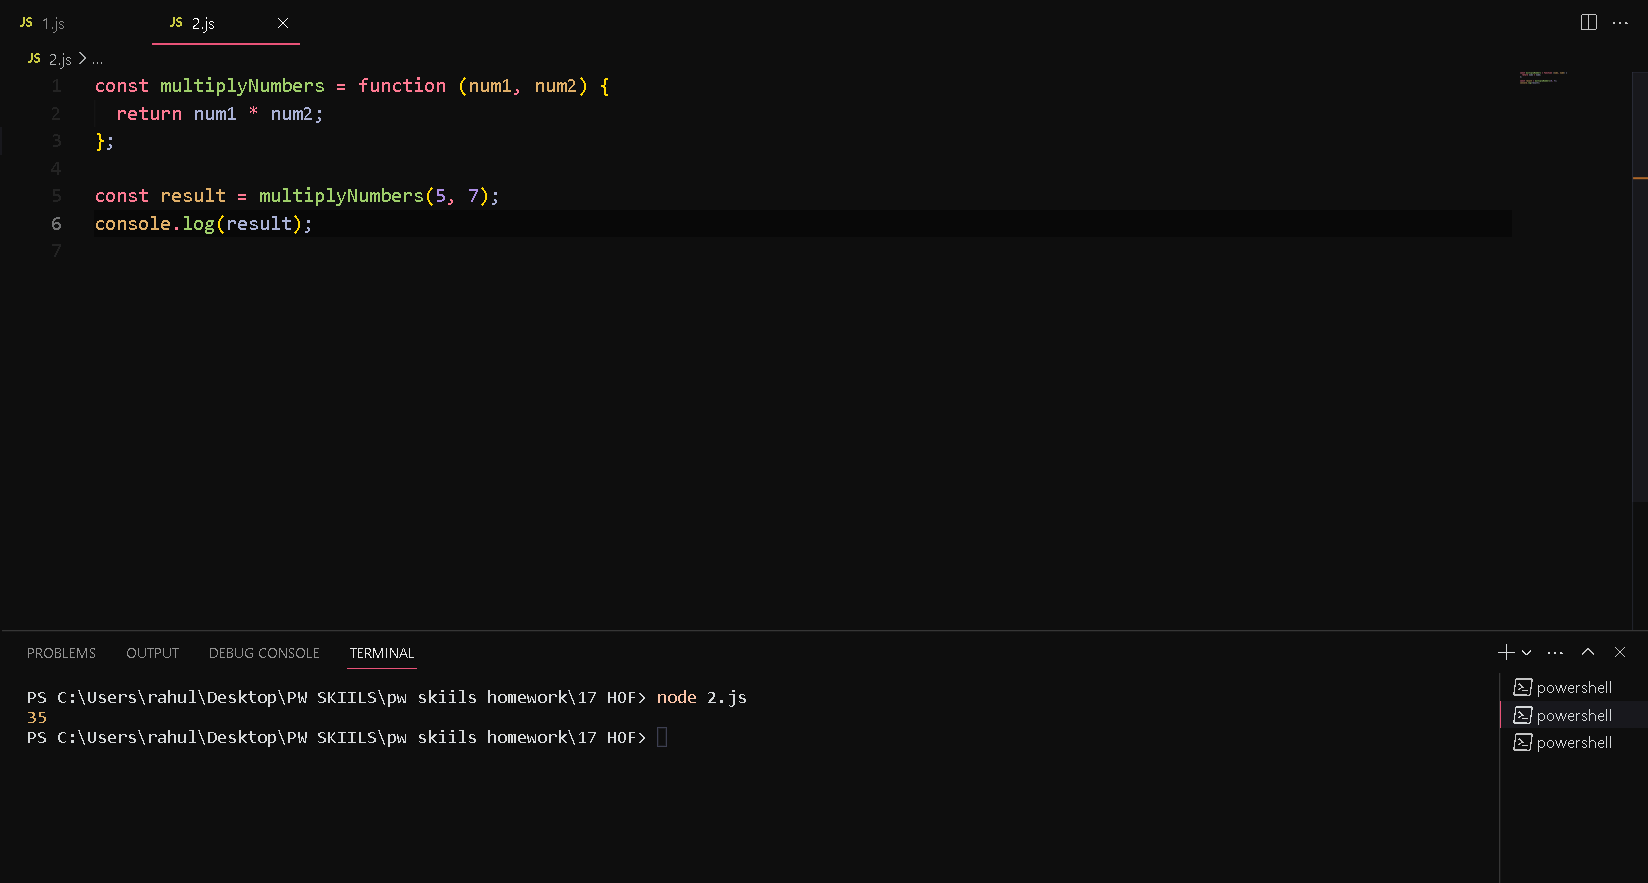 JS 1.js JS 2.js
JS 2.js > ...
1 const multiplyNumbers = function (num1, num2) {
2 return num1 * num2;
3 };
4
5 const result = multiplyNumbers(5, 7);
6 console.log(result);
7
PROBLEMS OUTPUT DEBUG CONSOLE TERMINAL
PS C:\Users\rahul\Desktop\PW SKIILS\pw skiils homework\17 HOF> node 2.js
35
PS C:\Users\rahul\Desktop\PW SKIILS\pw skiils homework\17 HOF>
powershell
powershell
powershell